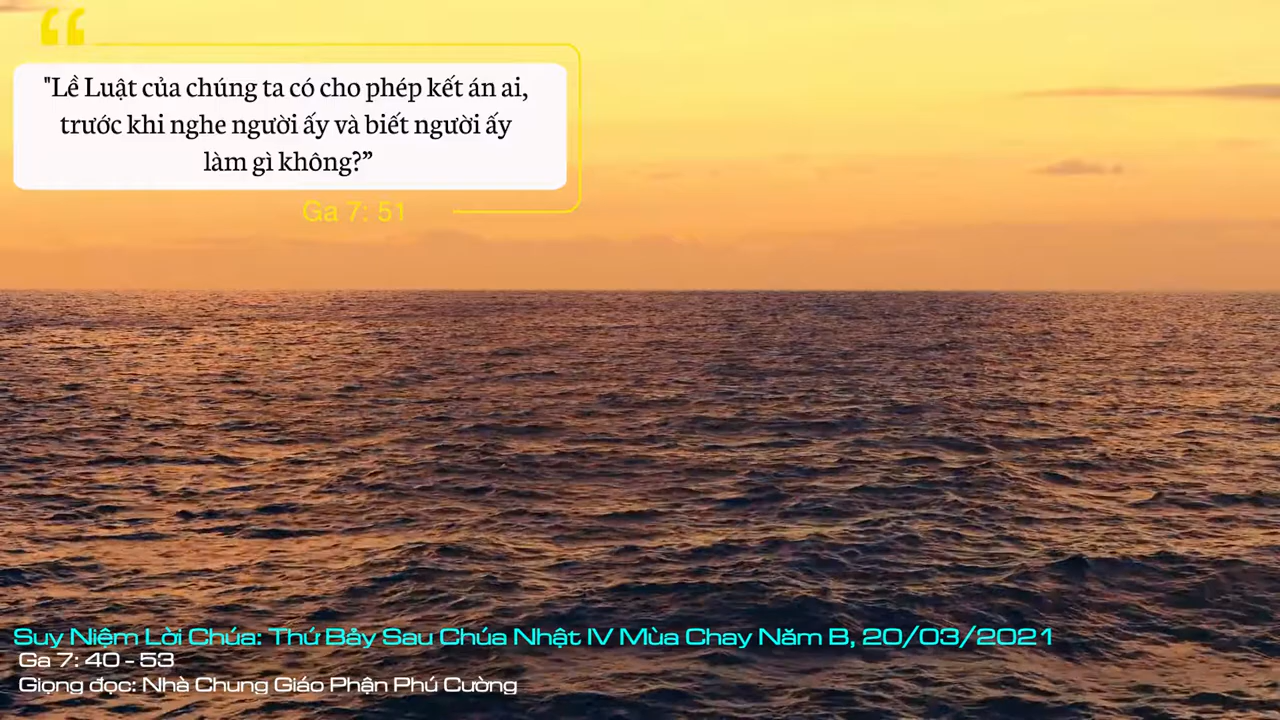 "Lề Luật của chúng ta có cho phép kết án ai,
trước khi nghe người ấy và biết người ấy
làm gì không?”
Ga 7: 51
Suy Niệm Lời Chúa: Thứ Bảy Sau Chúa Nhật IV Mùa Chay Năm B, 20/03/2021
Ga 7: 40 - 53
Giọng đọc: Nhà Chung Giáo Phận Phú Cường